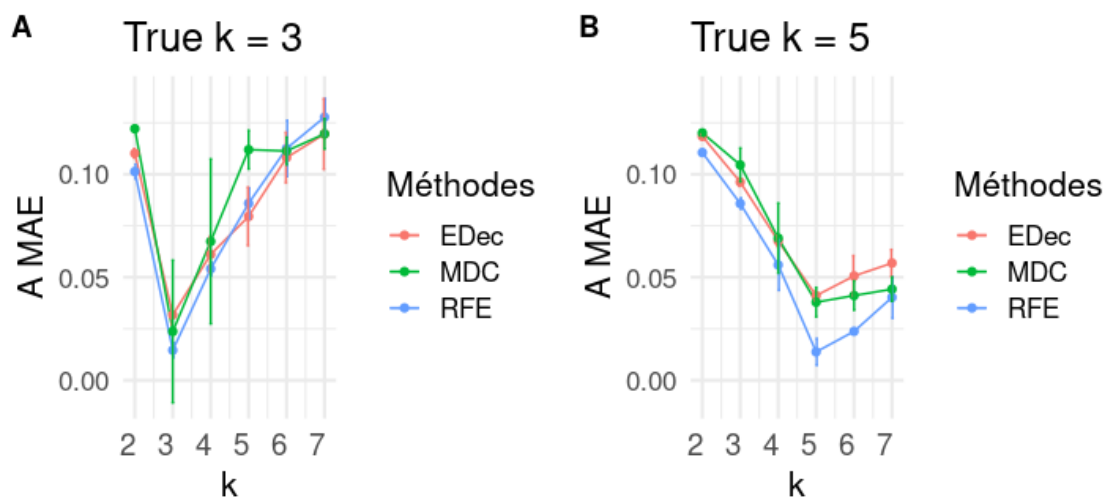 A
True k = 3
A MAE
0.10
0.05
0.00
2 3 4 5 6 7
k
Méthodes
EDec
MDC
RFE
B
True k = 5
A MAE
0.10
0.05
0.00
2 3 4 5 6 7
k
Méthodes
EDec
MDC
RFE